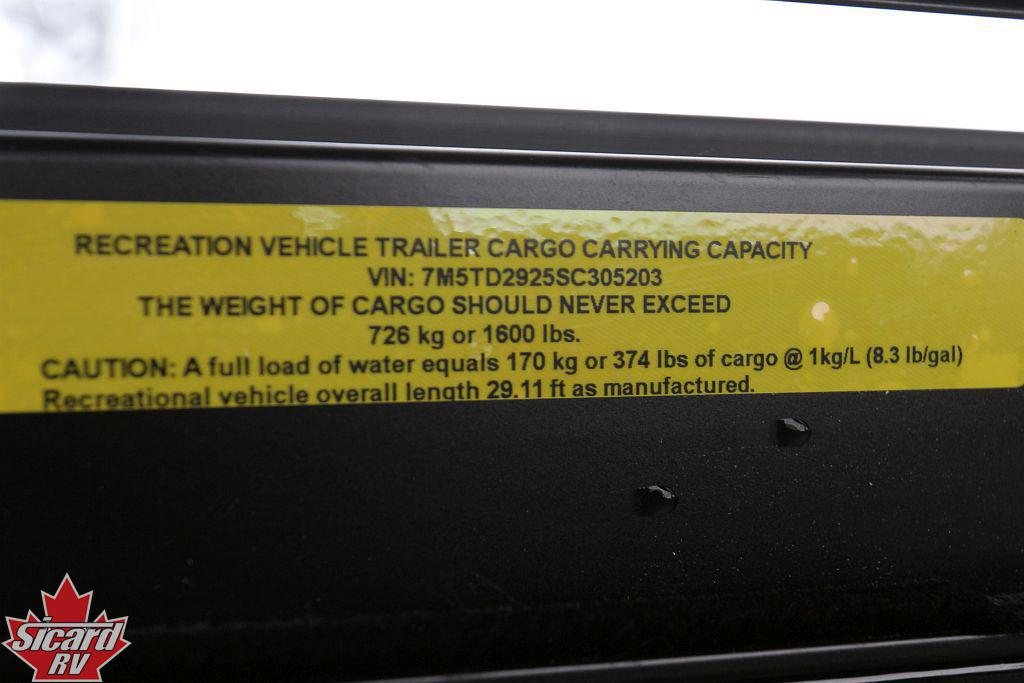 RECREATION VEHICLE TRAILER CARGO CARRYING CAPACITY
VIN: 7M5TD2925SC305203
THE WEIGHT OF CARGO SHOULD NEVER EXCEED
726 kg or 1600 lbs.
CAUTION: A full load of water equals 170 kg or 374 lbs of cargo @ 1kg/L (8.3 lb/gal)
Recreational vehicle overall length 29.11 ft as manufactured.
Sicard
RV